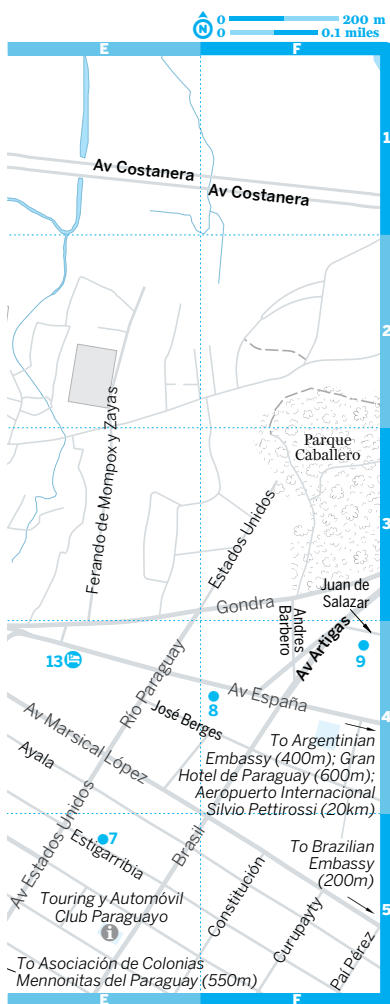 N
0 200 m
0 0.1 miles
E F
1
Av Costanera
Av Costanera
2
Ferando de Mompox y Zayas
Parque
Caballero
3
Estados Unidos
Gondra
Andres
Barbero
Juan de
Salazar
Av Artigas
9
13
Río Paraguay
8
Av España
José Berges
4
Av Marsical López
Ayala
To Argentinian
Embassy (400m); Gran
Hotel de Paraguay (600m);
Aeropuerto Internacional
Silvio Pettirossi (20km)
7
Estigarribia
Brasil
Av Estados Unidos
To Brazilian
Embassy
(200m)
Touring y Automóvil
Club Paraguayo
i
Constitución
Curupayty
Paí Pérez
5
To Asociación de Colonias
Mennonitas del Paraguay (550m)
E F